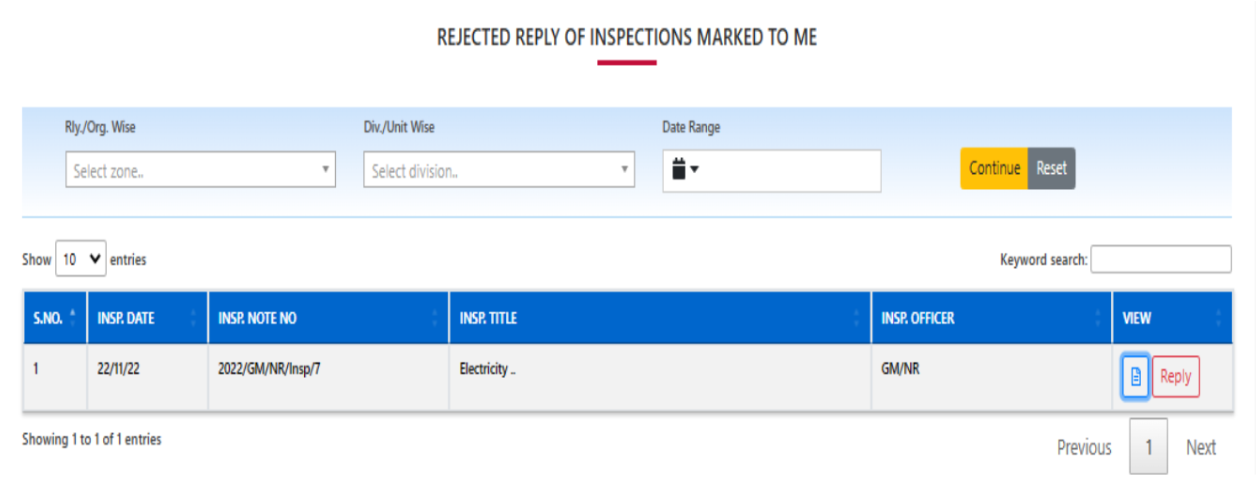 REJECTED REPLY OF INSPECTIONS MARKED TO ME
Rly./Org. Wise Div./Unit Wise Date Range
Select zone.. Select division.. Continue Reset
Show 10 entries Keyword search:
S.NO. INSP. DATE INSP. NOTE NO INSP. TITLE INSP. OFFICER VIEW
1 22/11/22 2022/GM/NR/Insp/7 Electricity .. GM/NR Reply
Showing 1 to 1 of 1 entries Previous 1 Next